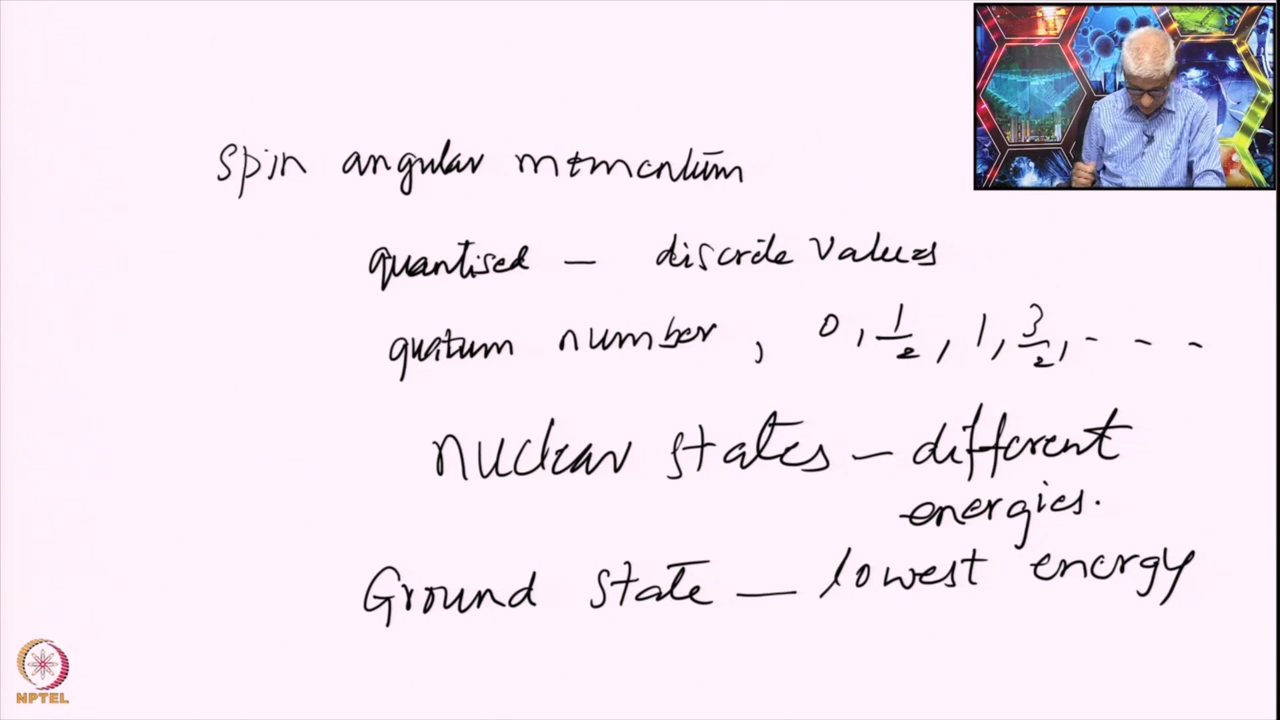 spin angular momentum
quantised – discrete values
quatum number, 0, 1/2, 1, 3/2, - - - -
nuclear states – different
energies.
Ground state – lowest energy
NPTEL